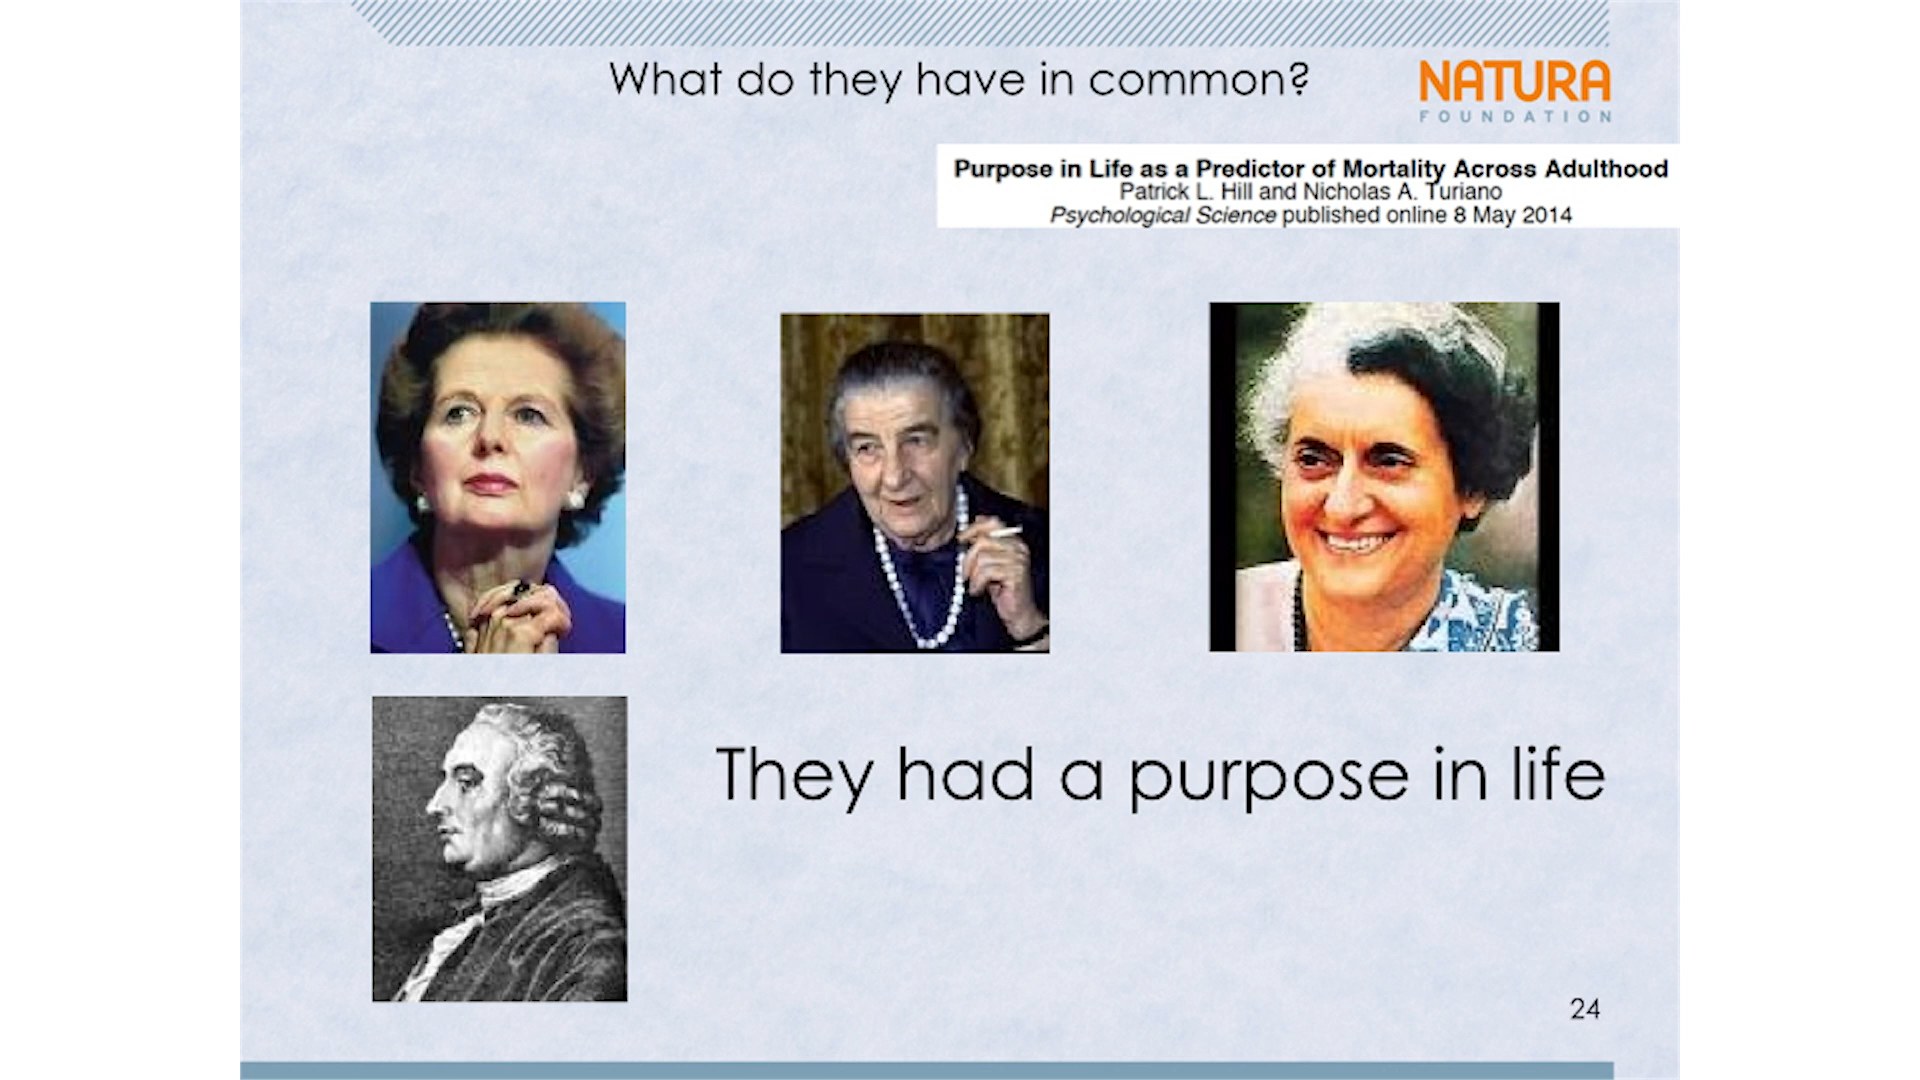 What do they have in common?
NATURA
FOUNDATION
Purpose in Life as a Predictor of Mortality Across Adulthood
Patrick L. Hill and Nicholas A. Turiano
Psychological Science published online 8 May 2014
They had a purpose in life
24